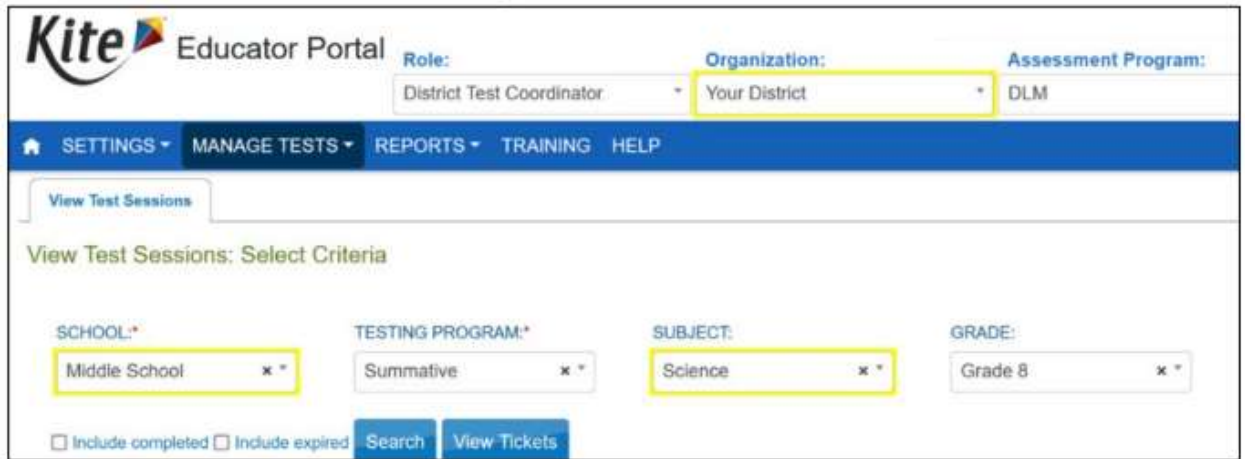 Kite Educator Portal
Role: Organization: Assessment Program:
District Test Coordinator Your District DLM
SETTINGS MANAGE TESTS REPORTS TRAINING HELP
View Test Sessions
View Test Sessions: Select Criteria
SCHOOL:* TESTING PROGRAM:* SUBJECT: GRADE:
Middle School × Summative × Science × Grade 8 ×
Include completed Include expired Search View Tickets